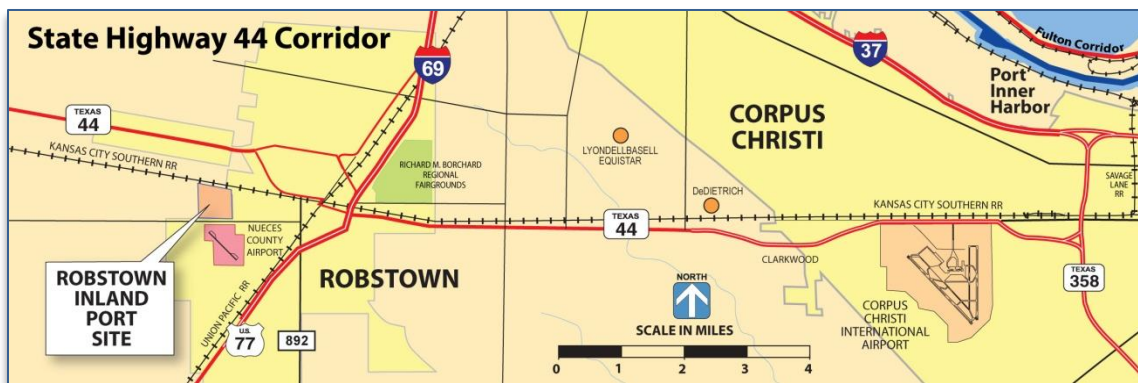 State Highway 44 Corridor
69
37
Fulton Corridor
Port
Inner
Harbor
TEXAS
44
CORPUS
CHRISTI
LYONDELLBASELL
EQUISTAR
KANSAS CITY SOUTHERN RR
RICHARD M. BORCHARD
REGIONAL
FAIRGROUNDS
SAVAGE
LANE
RR
DeDIETRICH
KANSAS CITY SOUTHERN RR
TEXAS
44
NUECES
COUNTY
AIRPORT
ROBSTOWN
INLAND
PORT
SITE
ROBSTOWN
CLARKWOOD
NORTH
TEXAS
358
UNION PACIFIC RR
CORPUS
CHRISTI
INTERNATIONAL
AIRPORT
U.S.
77
892
SCALE IN MILES
0 1 2 3 4